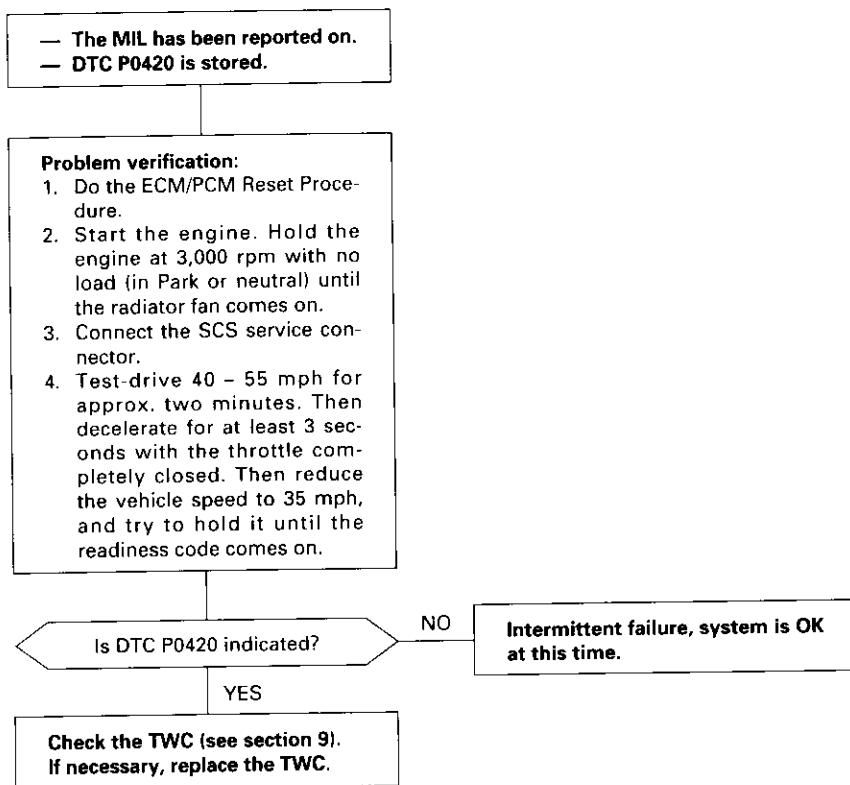 — The MIL has been reported on.
— DTC P0420 is stored.
Problem verification:
1. Do the ECM/PCM Reset Proce-
dure.
2. Start the engine. Hold the
engine at 3,000 rpm with no
load (in Park or neutral) until
the radiator fan comes on.
3. Connect the SCS service con-
nector.
4. Test-drive 40 – 55 mph for
approx. two minutes. Then
decelerate for at least 3 sec-
onds with the throttle com-
pletely closed. Then reduce
the vehicle speed to 35 mph,
and try to hold it until the
readiness code comes on.
Is DTC P0420 indicated?
NO
Intermittent failure, system is OK
at this time.
YES
Check the TWC (see section 9).
If necessary, replace the TWC.